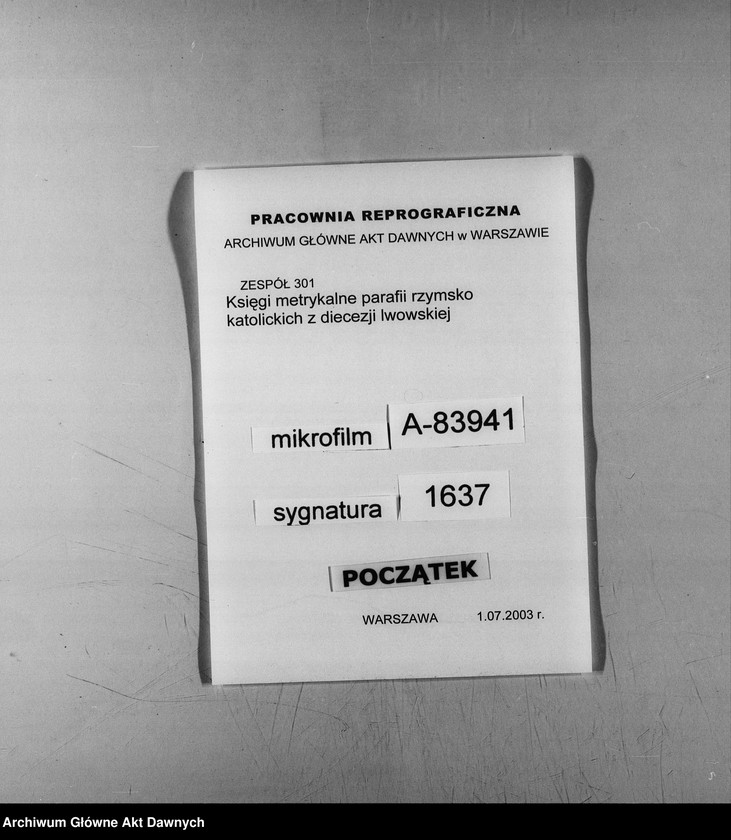 PRACOWNIA REPROGRAFICZNA
ARCHIWUM GŁÓWNE AKT DAWNYCH w WARSZAWIE
ZESPÓŁ 301
Księgi metrykalne parafii rzymsko
katolickich z diecezji lwowskiej
mikrofilm A-83941
sygnatura 1637
POCZĄTEK
WARSZAWA 1.07.2003 r.
Archiwum Główne Akt Dawnych